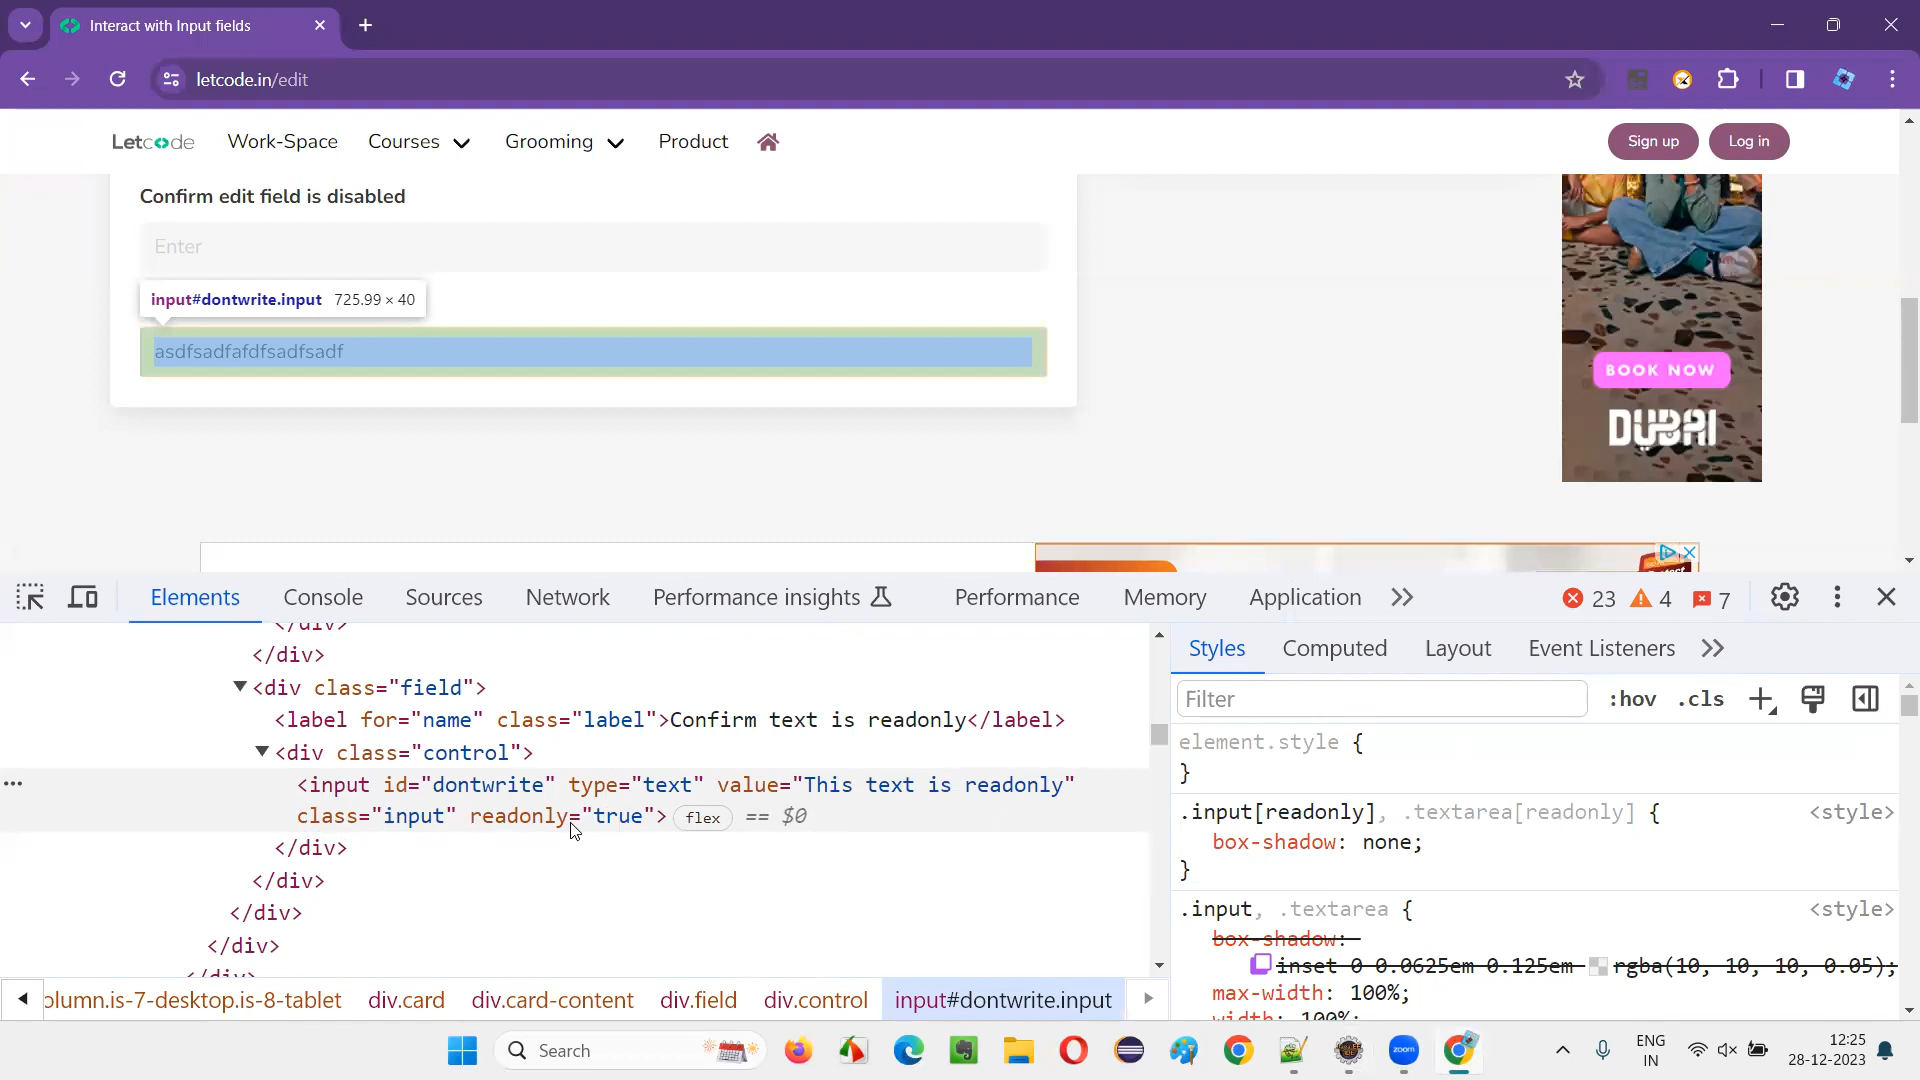 Interact with Input fields
letcode.in/edit
Letcode Work-Space Courses Grooming Product Sign up Log in
Confirm edit field is disabled
Enter
input#dontwrite.input 725.99 × 40
asdfsadfafdfsadfsadf
BOOK NOW
DUBAI
Elements Console Sources Network Performance insights Performance Memory Application 23 4 7
</div>
</div>
<div class="field">
<label for="name" class="label">Confirm text is readonly</label>
<div class="control">
<input id="dontwrite" type="text" value="This text is readonly"
class="input" readonly="true"> flex == $0
</div>
</div>
</div>
</div>
</div>
olumn.is-7-desktop.is-8-tablet div.card div.card-content div.field div.control input#dontwrite.input
Styles Computed Layout Event Listeners
Filter :hov .cls
element.style {
}
.input[readonly], .textarea[readonly] { <style>
box-shadow: none;
}
.input, .textarea { <style>
box-shadow:
inset 0 0.0625em 0.125em rgba(10, 10, 10, 0.05);
max-width: 100%;
width: 100%;
Search
zoom
ENG
IN
12:25
28-12-2023